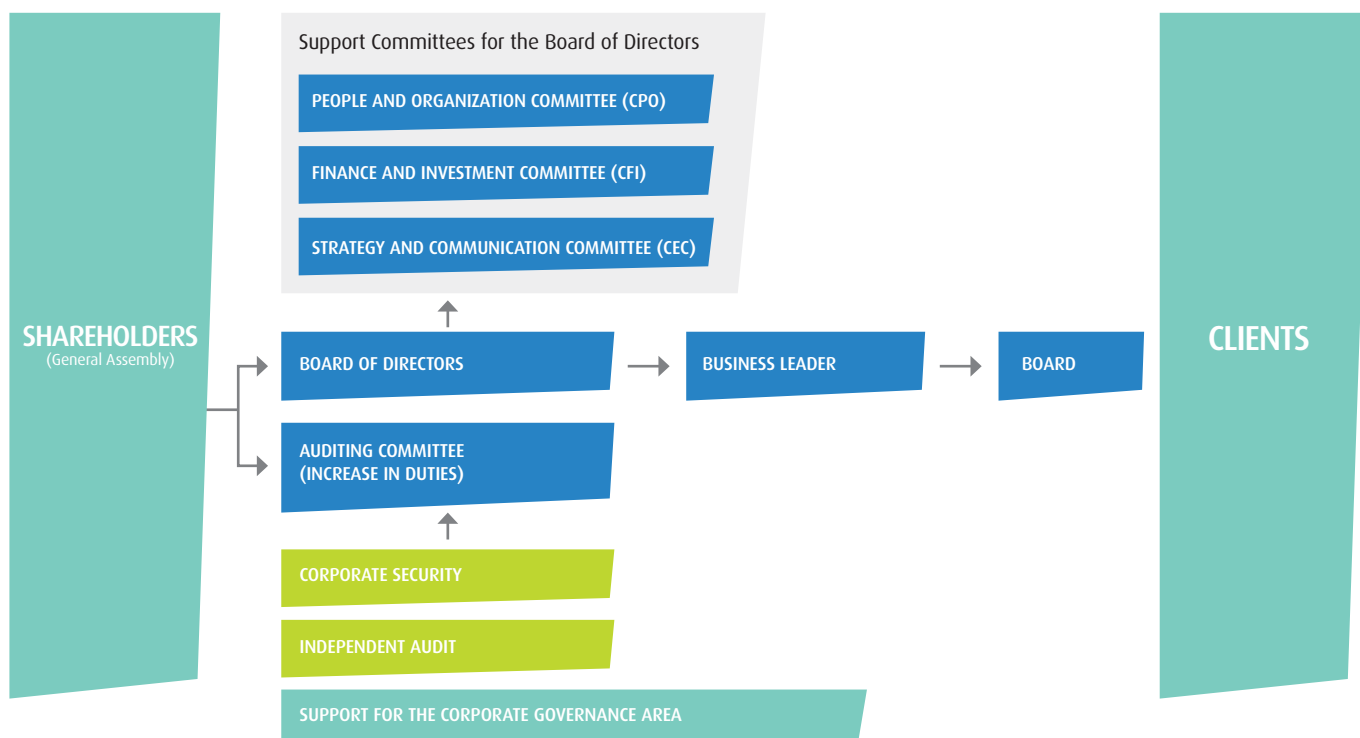 Support Committees for the Board of Directors
PEOPLE AND ORGANIZATION COMMITTEE (CPO)
FINANCE AND INVESTMENT COMMITTEE (CFI)
STRATEGY AND COMMUNICATION COMMITTEE (CEC)
SHAREHOLDERS
(General Assembly)
BOARD OF DIRECTORS
BUSINESS LEADER
BOARD
CLIENTS
AUDITING COMMITTEE
(INCREASE IN DUTIES)
CORPORATE SECURITY
INDEPENDENT AUDIT
SUPPORT FOR THE CORPORATE GOVERNANCE AREA